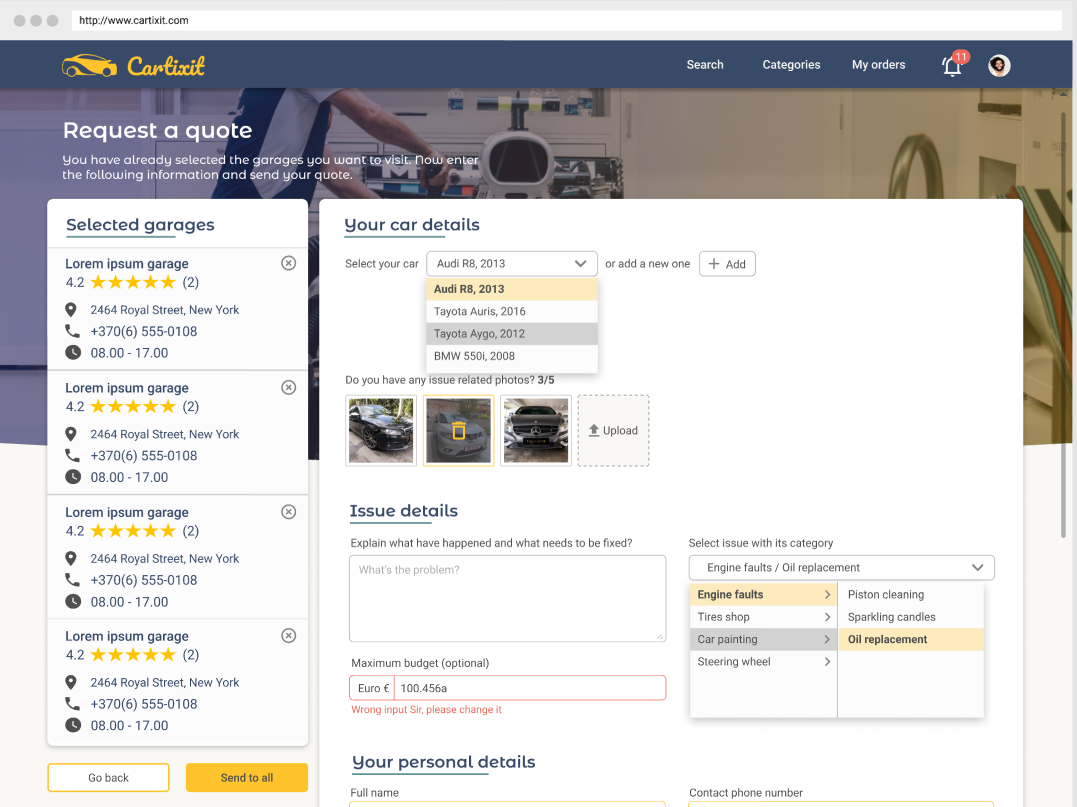 http://www.cartixit.com
Cartixit
Search
Categories
My orders
11
Request a quote
You have already selected the garages you want to visit. Now enter
the following information and send your quote.
Selected garages
Lorem ipsum garage
4.2 (2)
2464 Royal Street, New York
+370(6) 555-0108
08.00 - 17.00
Lorem ipsum garage
4.2 (2)
2464 Royal Street, New York
+370(6) 555-0108
08.00 - 17.00
Lorem ipsum garage
4.2 (2)
2464 Royal Street, New York
+370(6) 555-0108
08.00 - 17.00
Lorem ipsum garage
4.2 (2)
2464 Royal Street, New York
+370(6) 555-0108
08.00 - 17.00
Go back
Send to all
Your car details
Select your car
Audi R8, 2013
or add a new one
Add
Audi R8, 2013
Tayota Auris, 2016
Tayota Aygo, 2012
BMW 550i, 2008
Do you have any issue related photos? 3/5
Upload
Issue details
Explain what have happened and what needs to be fixed?
What's the problem?
Maximum budget (optional)
Euro €
100.456a
Wrong input Sir, please change it
Select issue with its category
Engine faults / Oil replacement
Engine faults
Tires shop
Car painting
Steering wheel
Piston cleaning
Sparkling candles
Oil replacement
Your personal details
Full name
Contact phone number